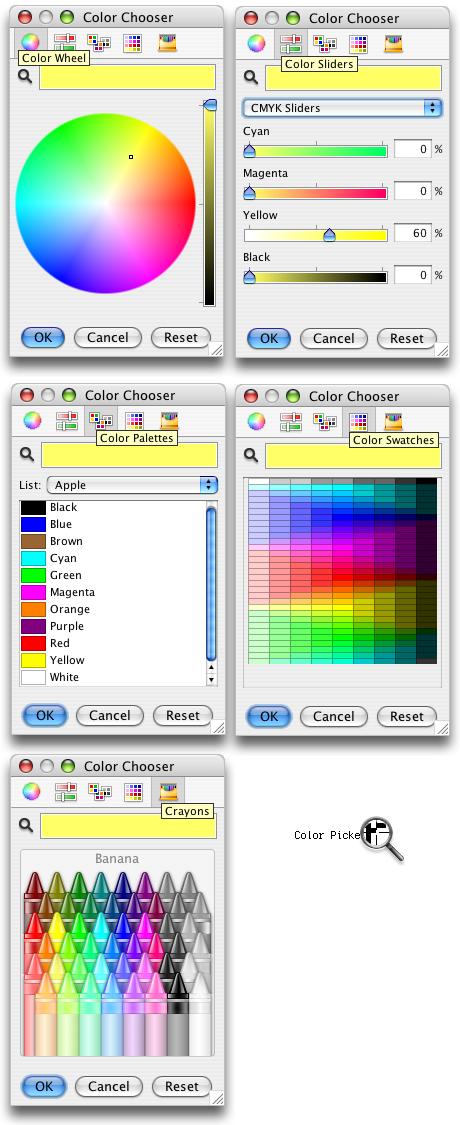 Color Chooser
Color Wheel
OK Cancel Reset
Color Chooser
Color Sliders
CMYK Sliders
Cyan
0 %
Magenta
0 %
Yellow
60 %
Black
0 %
OK Cancel Reset
Color Chooser
Color Palettes
List: Apple
Black
Blue
Brown
Cyan
Green
Magenta
Orange
Purple
Red
Yellow
White
OK Cancel Reset
Color Chooser
Color Swatches
OK Cancel Reset
Color Chooser
Crayons
Banana
OK Cancel Reset
Color Picke